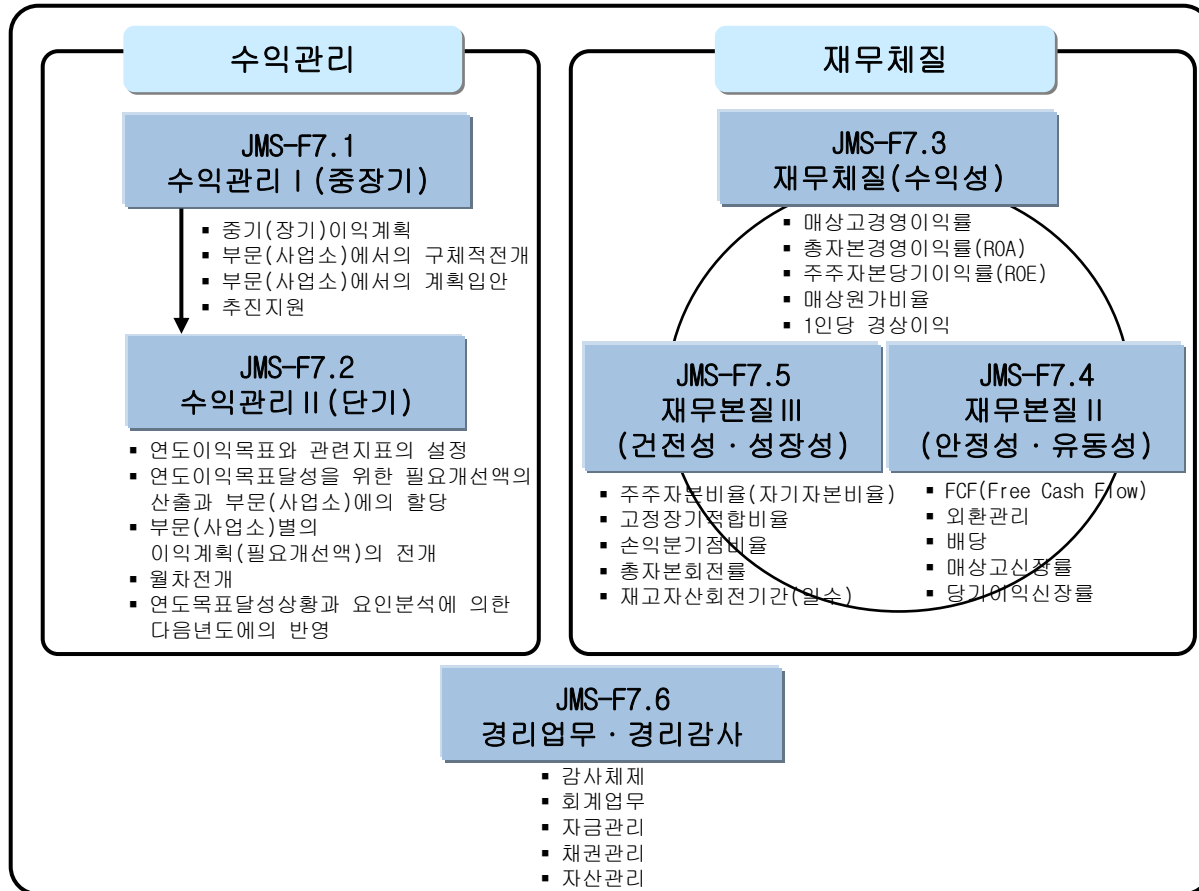 수익관리
JMS-F7.1
수익관리Ⅰ(중장기)
▪ 중기(장기)이익계획
▪ 부문(사업소)에서의 구체적전개
▪ 부문(사업소)에서의 계획입안
▪ 추진지원
JMS-F7.2
수익관리Ⅱ(단기)
▪ 연도이익목표와 관련지표의 설정
▪ 연도이익목표달성을 위한 필요개선액의
산출과 부문(사업소)에의 할당
▪ 부문(사업소)별의
이익계획(필요개선액)의 전개
▪ 월차전개
▪ 연도목표달성상황과 요인분석에 의한
다음년도에의 반영
재무체질
JMS-F7.3
재무체질(수익성)
▪ 매상고경영이익률
▪ 총자본경영이익률(ROA)
▪ 주주자본당기이익률(ROE)
▪ 매상원가비율
▪ 1인당 경상이익
JMS-F7.5
재무본질Ⅲ
(건전성·성장성)
▪ 주주자본비율(자기자본비율)
▪ 고정장기적합비율
▪ 손익분기점비율
▪ 총자본회전률
▪ 재고자산회전기간(일수)
JMS-F7.4
재무본질Ⅱ
(안정성·유동성)
▪ FCF(Free Cash Flow)
▪ 외환관리
▪ 배당
▪ 매상고신장률
▪ 당기이익신장률
JMS-F7.6
경리업무·경리감사
▪ 감사체제
▪ 회계업무
▪ 자금관리
▪ 채권관리
▪ 자산관리